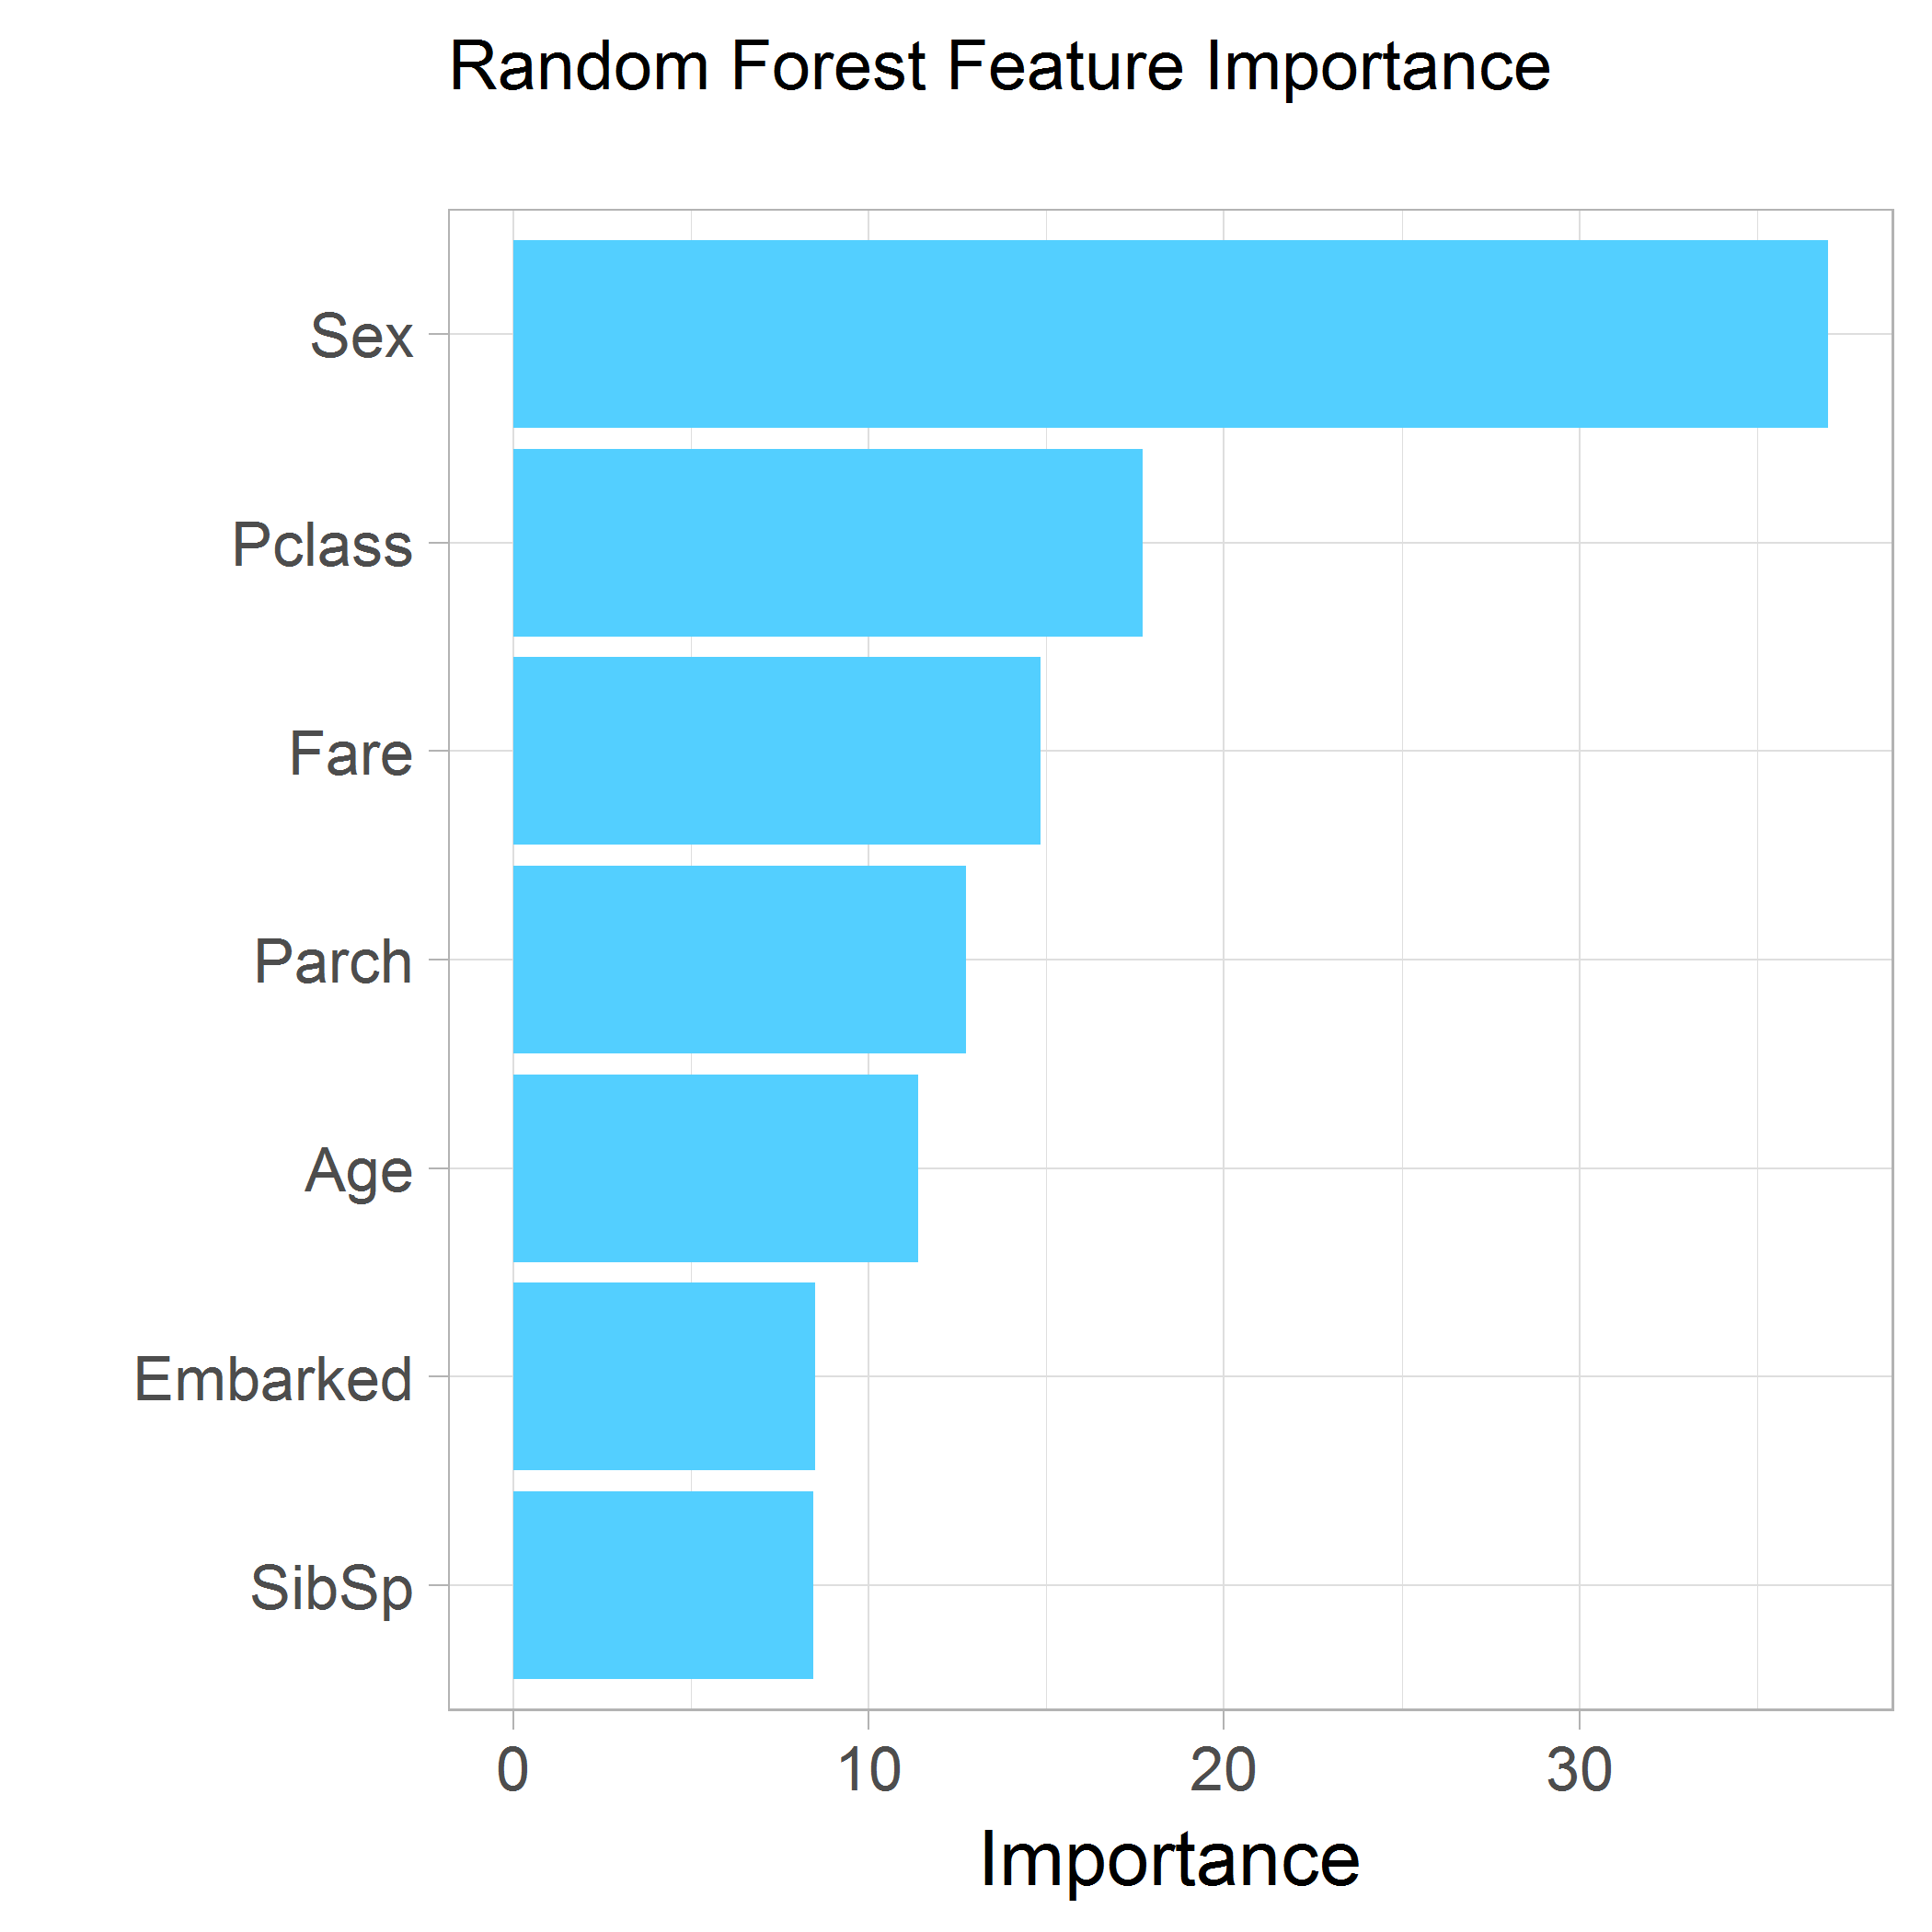 Random Forest Feature Importance
Sex
Pclass
Fare
Parch
Age
Embarked
SibSp
0 10 20 30
Importance